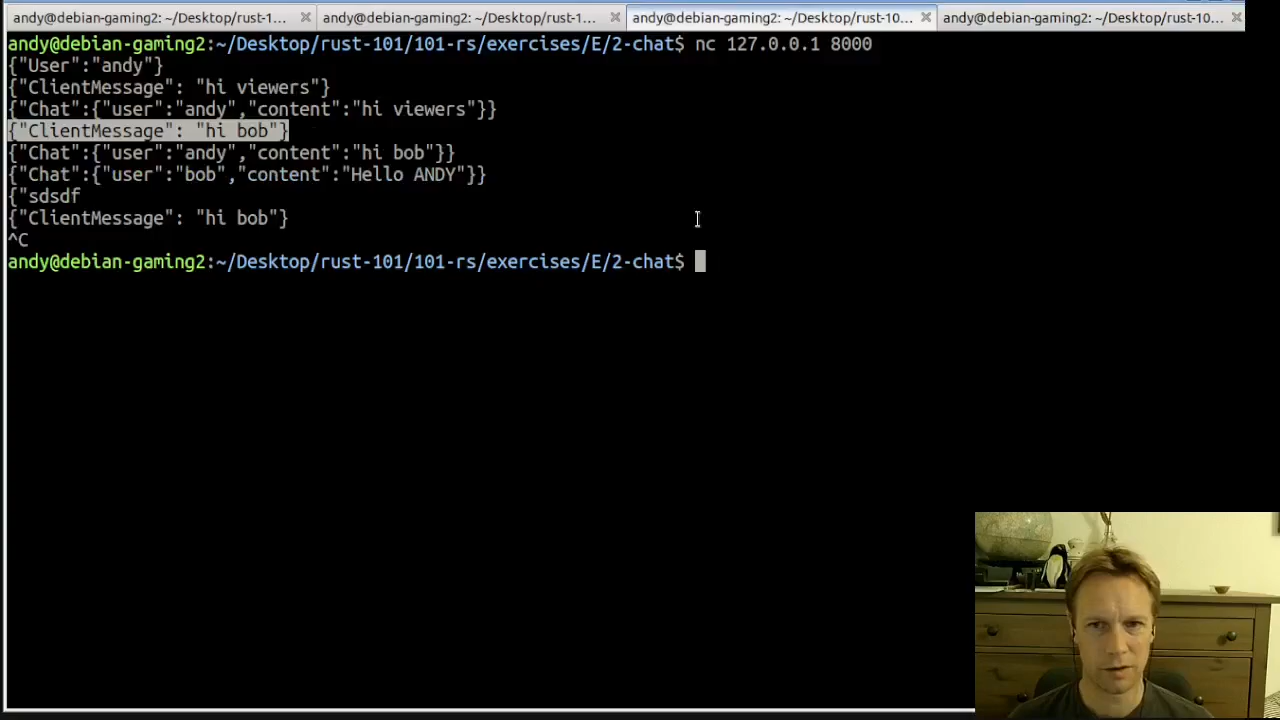 andy@debian-gaming2: ~/Desktop/rust-1... andy@debian-gaming2: ~/Desktop/rust-1... andy@debian-gaming2: ~/Desktop/rust-10... andy@debian-gaming2: ~/Desktop/rust-10...
andy@debian-gaming2:~/Desktop/rust-101/101-rs/exercises/E/2-chat$ nc 127.0.0.1 8000
{"User":"andy"}
{"ClientMessage": "hi viewers"}
{"Chat":{"user":"andy","content":"hi viewers"}}
{"ClientMessage": "hi bob"}
{"Chat":{"user":"andy","content":"hi bob"}}
{"Chat":{"user":"bob","content":"Hello ANDY"}}
{"sdsdf
{"ClientMessage": "hi bob"}
^C
andy@debian-gaming2:~/Desktop/rust-101/101-rs/exercises/E/2-chat$